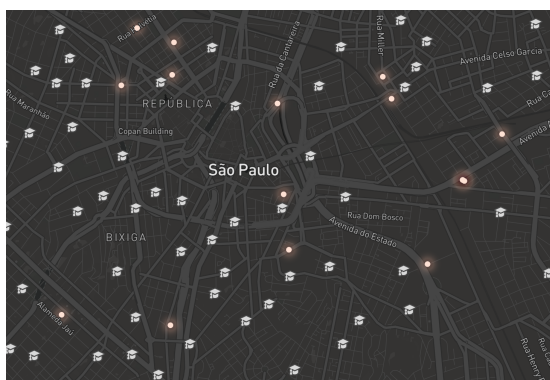 Rua Miller
Rua da Cantareira
Avenida Celso Garcia
Rua Maranhão
REPÚBLICA
Copan Building
São Paulo
Rua Dom Bosco
Avenida do Estado
BIXIGA
Alameda Jaú
Rua Henry